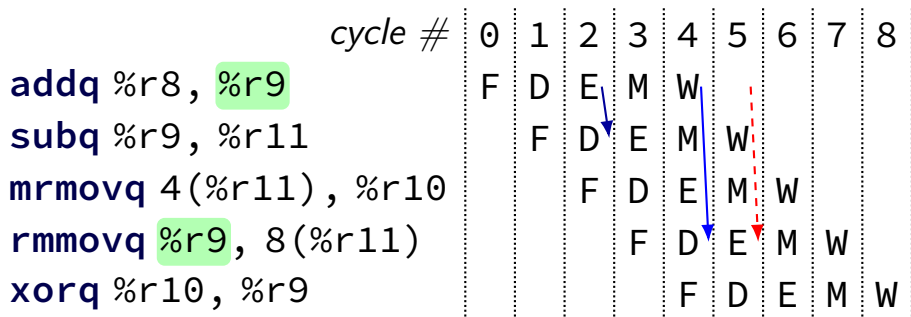 cycle # 0 1 2 3 4 5 6 7 8
addq %r8, %r9 F D E M W
subq %r9, %r11 F D E M W
mrmovq 4(%r11), %r10 F D E M W
rmmovq %r9, 8(%r11) F D E M W
xorq %r10, %r9 F D E M W